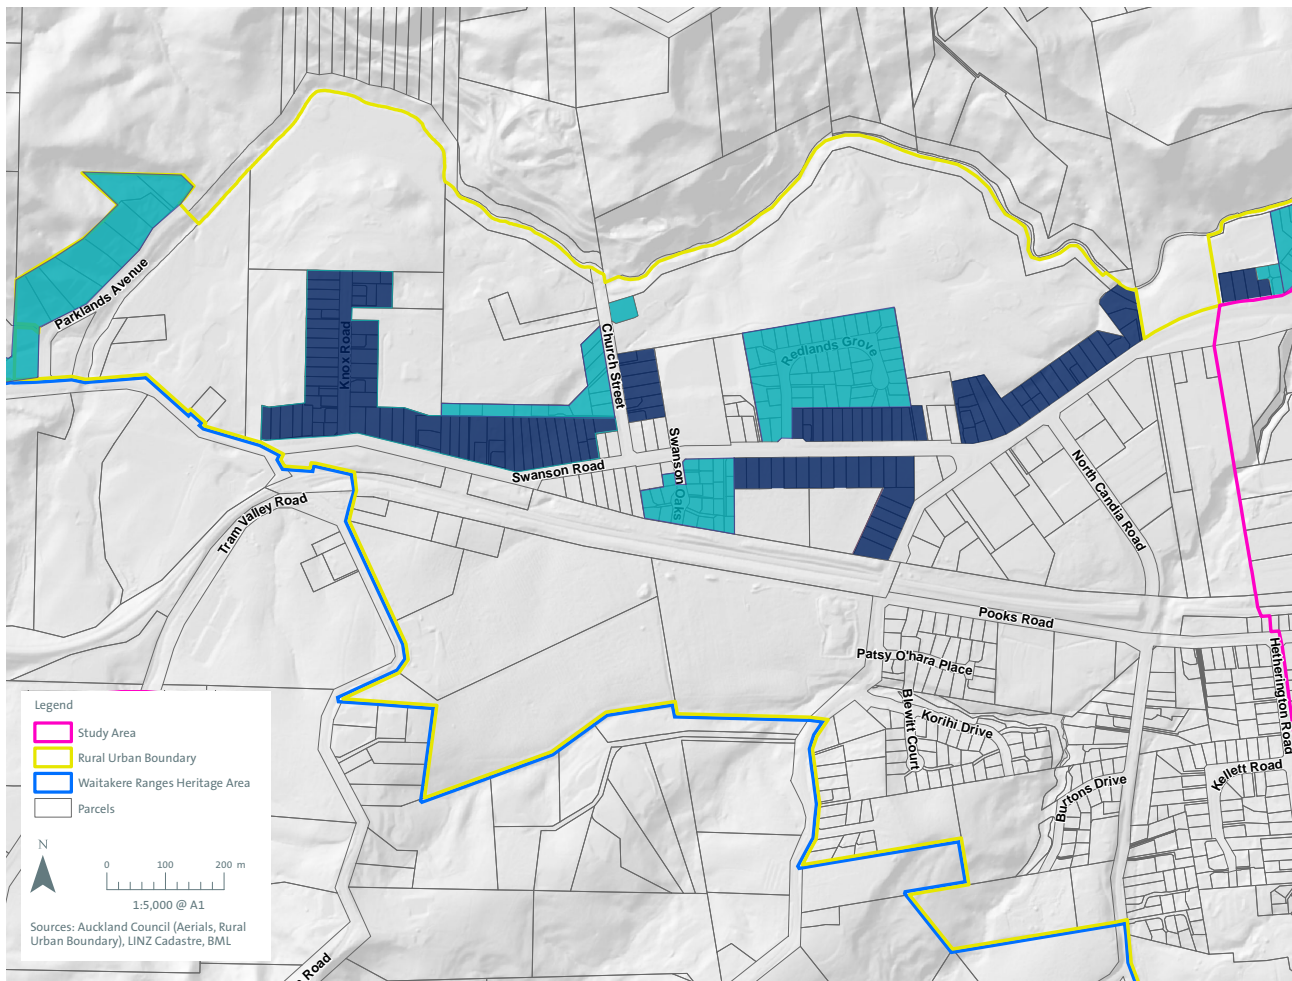 Parklands Avenue
Knox Road
Church Street
Redlands Grove
Swanson Road
Swanson Oaks
North Candia Road
Tram Valley Road
Pooks Road
Patsy O'hara Place
Blewitt Court
Korihi Drive
Hetherington Road
Kellett Road
Burtons Drive
Legend
Study Area
Rural Urban Boundary
Waitakere Ranges Heritage Area
Parcels
N
0 100 200 m
1:5,000 @ A1
Sources: Auckland Council (Aerials, Rural
Urban Boundary), LINZ Cadastre, BML
Road